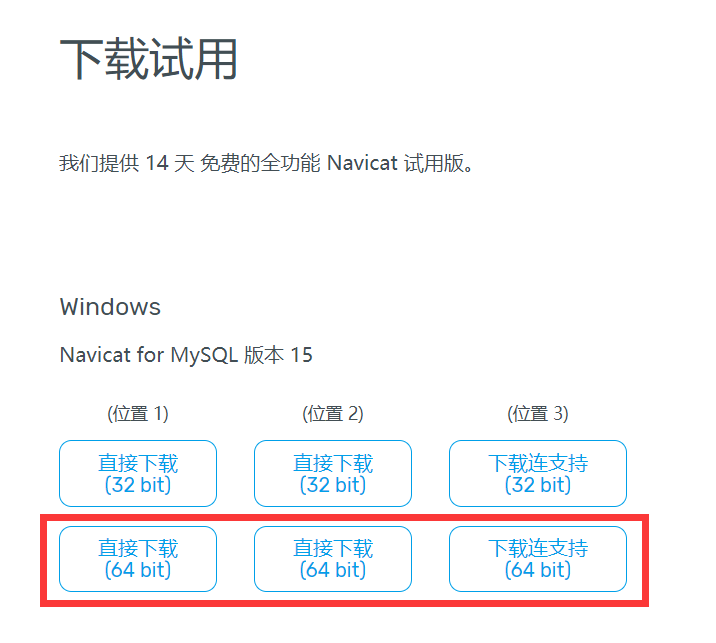 下载试用
我们提供 14 天 免费的全功能 Navicat 试用版。
Windows
Navicat for MySQL 版本 15
(位置 1) (位置 2) (位置 3)
直接下载 直接下载 下载连支持
(32 bit) (32 bit) (32 bit)
直接下载 直接下载 下载连支持
(64 bit) (64 bit) (64 bit)